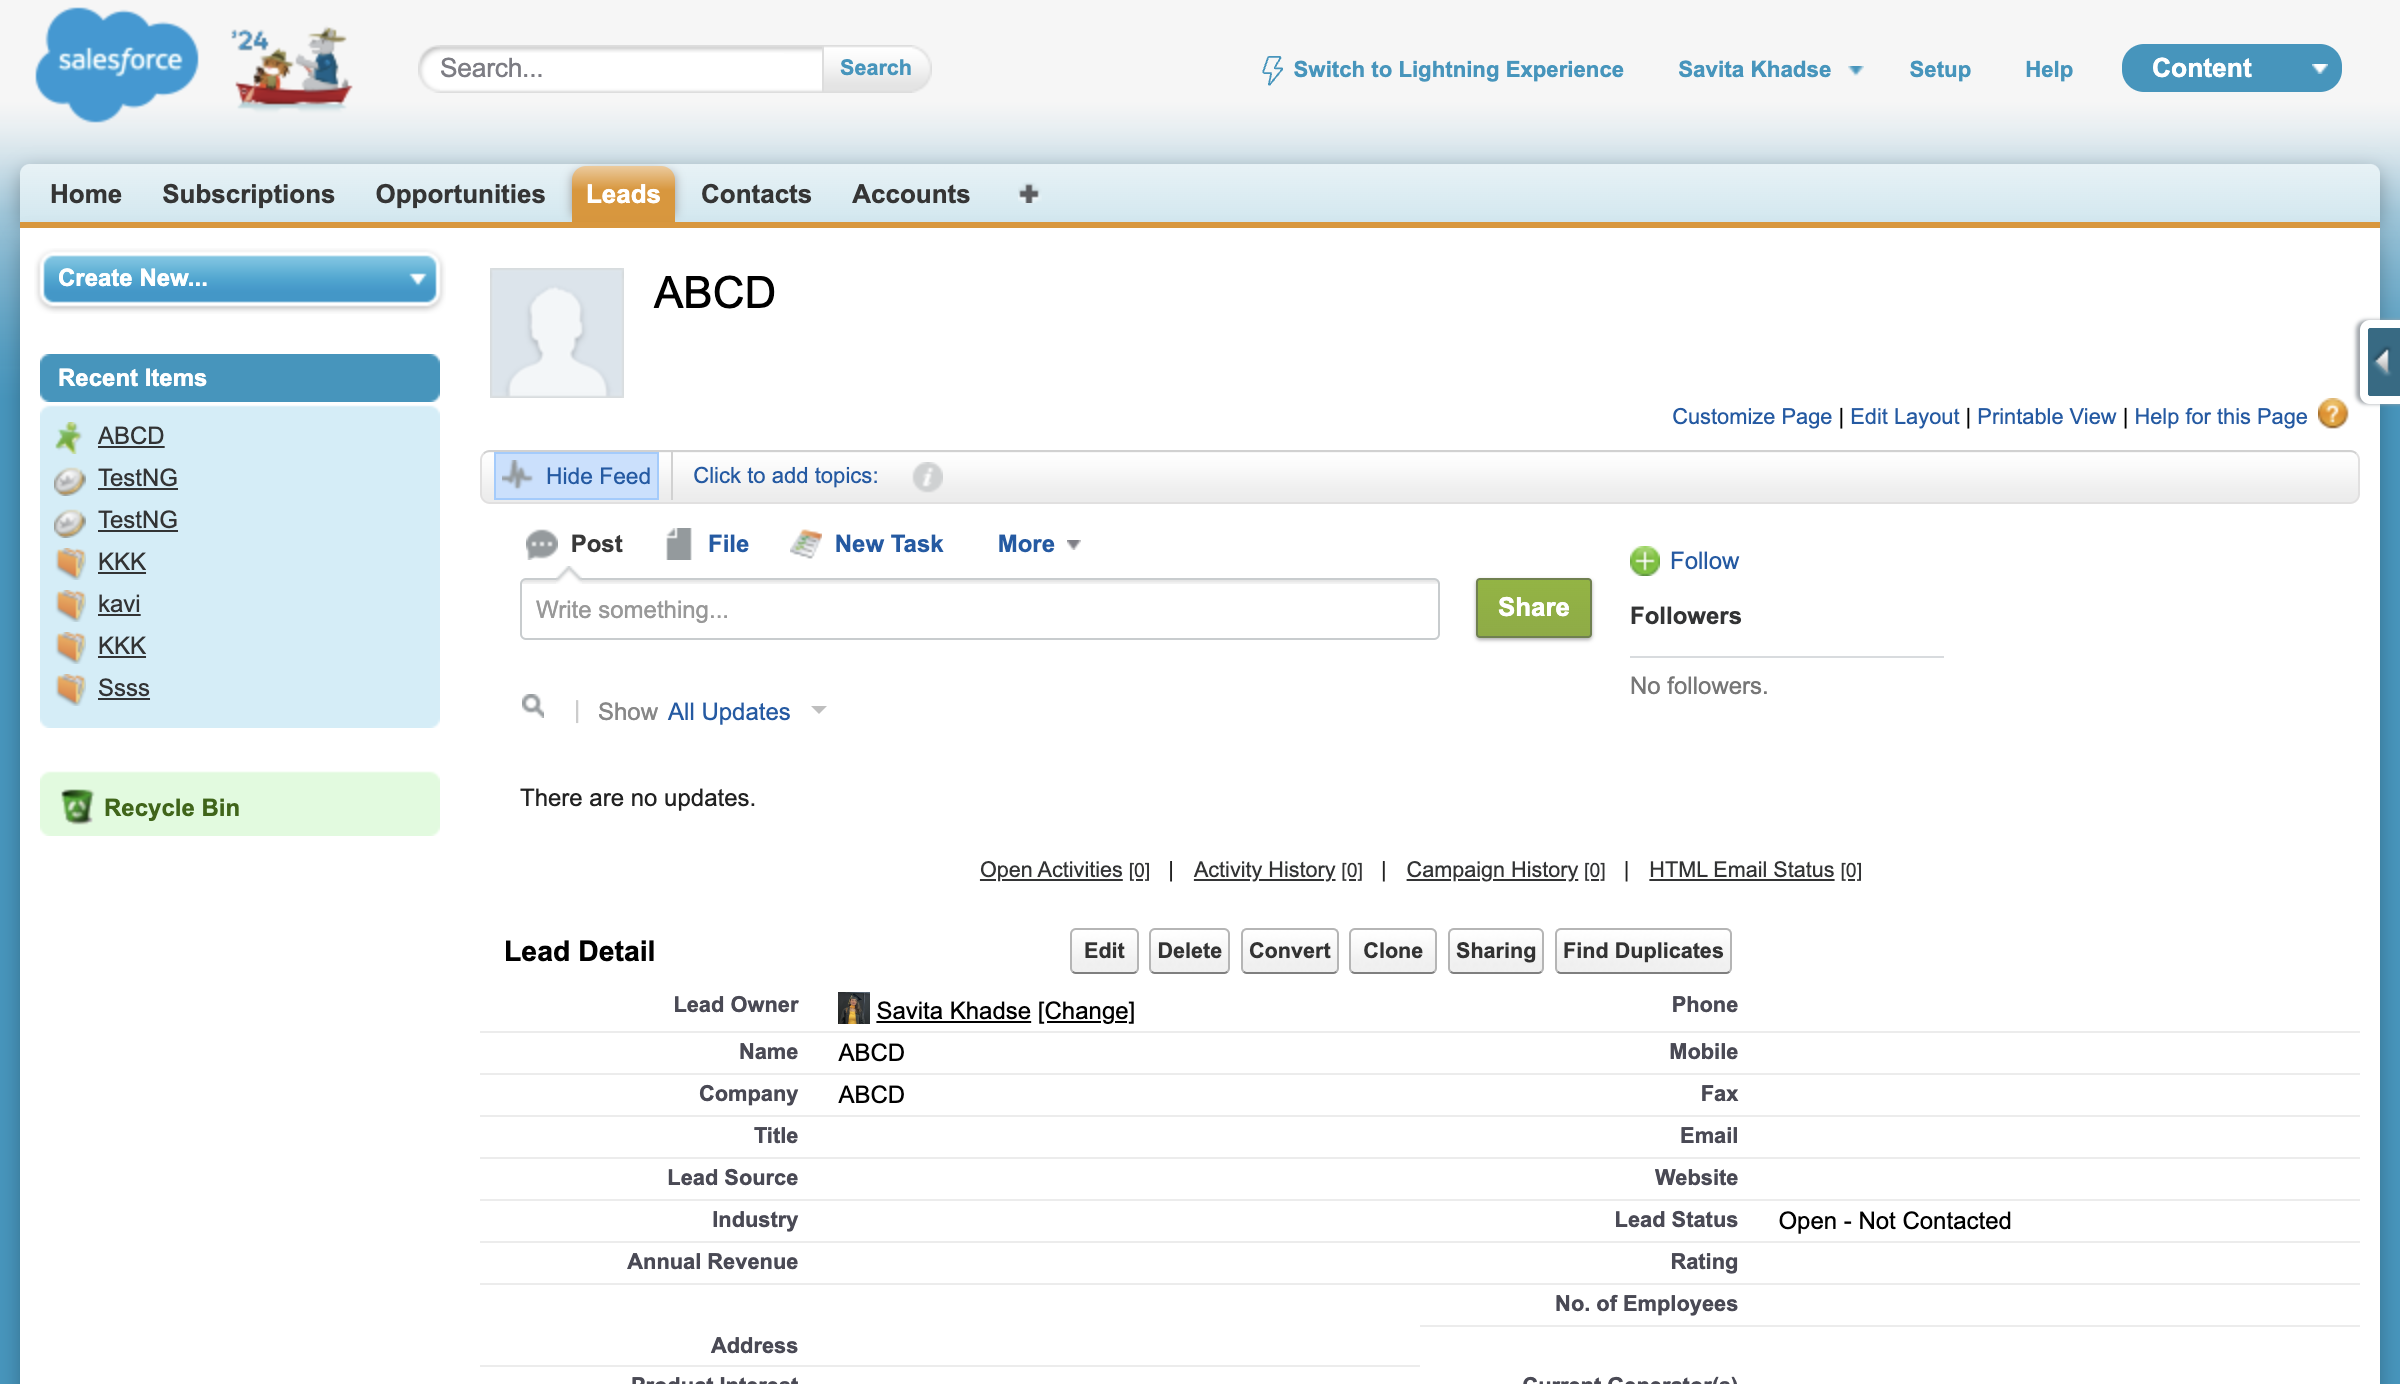 salesforce
'24
Search...
Search
Switch to Lightning Experience
Savita Khadse
Setup
Help
Content
Home
Subscriptions
Opportunities
Leads
Contacts
Accounts
Create New...
Recent Items
ABCD
TestNG
TestNG
KKK
kavi
KKK
Ssss
Recycle Bin
ABCD
Customize Page | Edit Layout | Printable View | Help for this Page ?
Hide Feed
Click to add topics:
Post
File
New Task
More
Write something...
Share
Follow
Followers
No followers.
Show All Updates
There are no updates.
Open Activities [0] | Activity History [0] | Campaign History [0] | HTML Email Status [0]
Lead Detail
Edit
Delete
Convert
Clone
Sharing
Find Duplicates
Lead Owner Savita Khadse [Change]
Phone
Name ABCD
Mobile
Company ABCD
Fax
Title
Email
Lead Source
Website
Industry
Lead Status Open - Not Contacted
Annual Revenue
Rating
No. of Employees
Address
Product Interest
Current Generator(s)